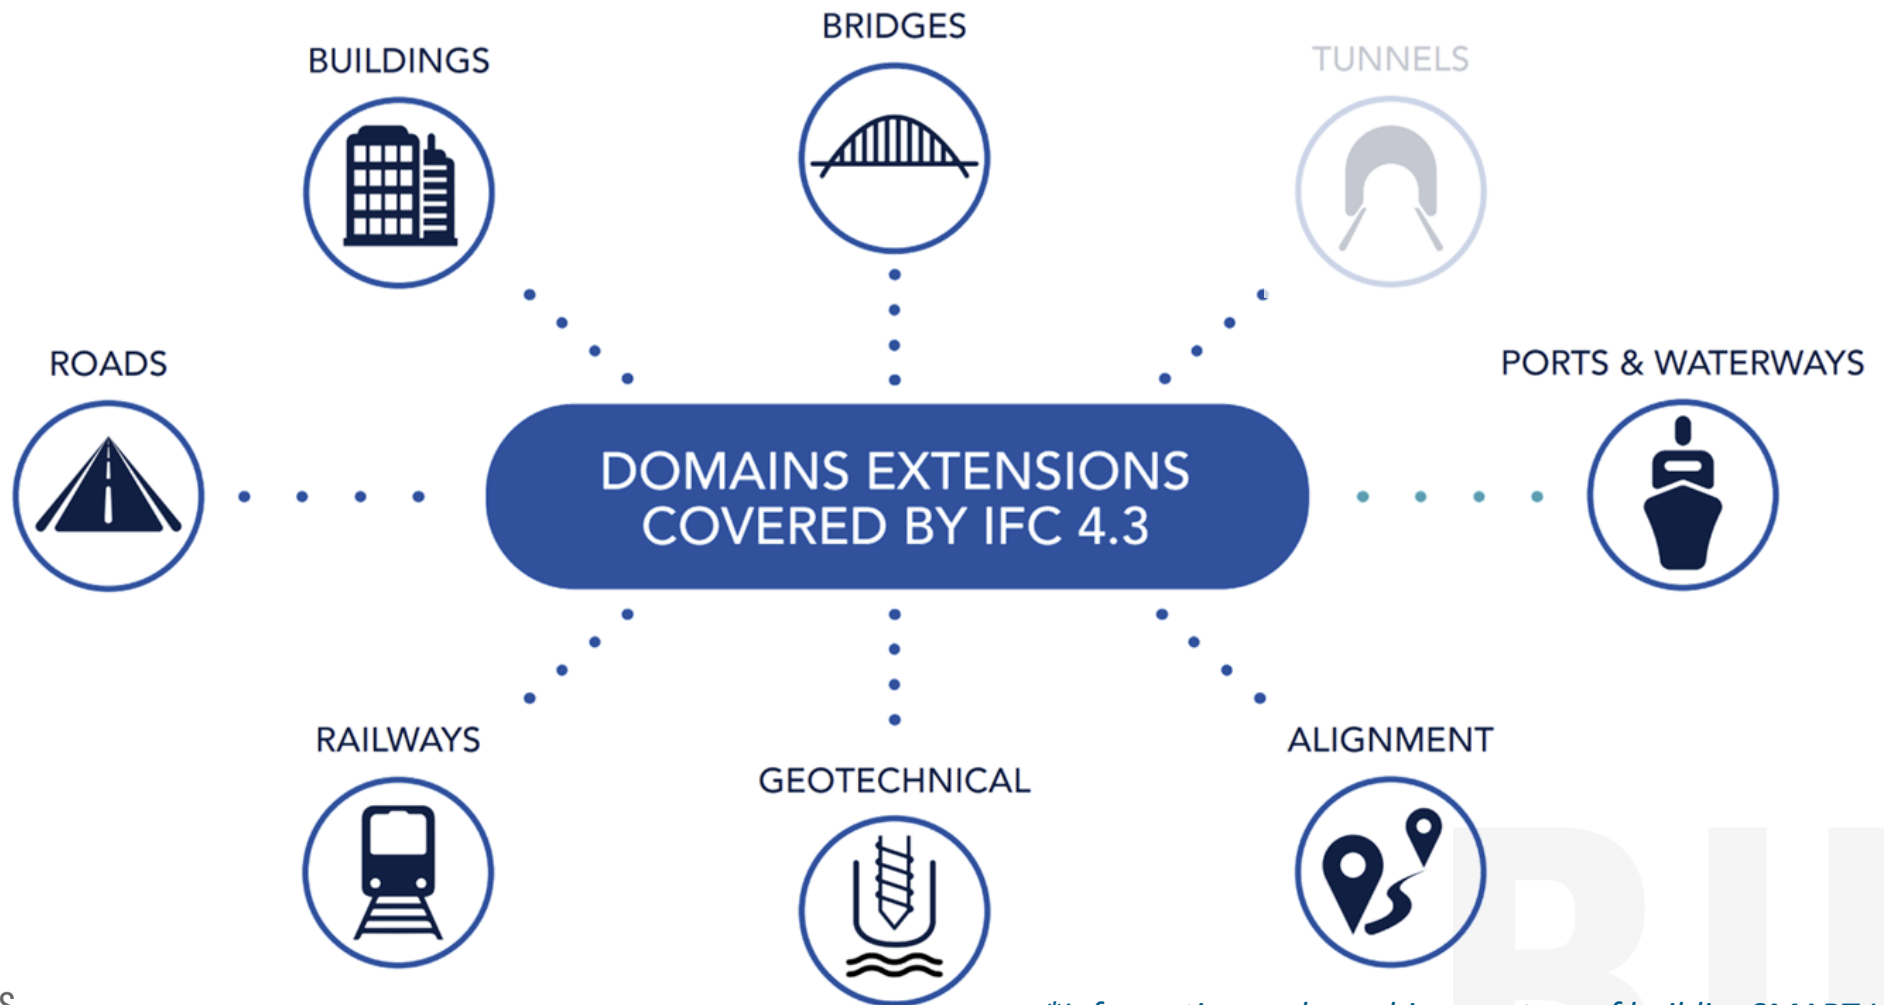 BRIDGES
BUILDINGS
TUNNELS
ROADS
PORTS & WATERWAYS
DOMAINS EXTENSIONS
COVERED BY IFC 4.3
RAILWAYS
ALIGNMENT
GEOTECHNICAL